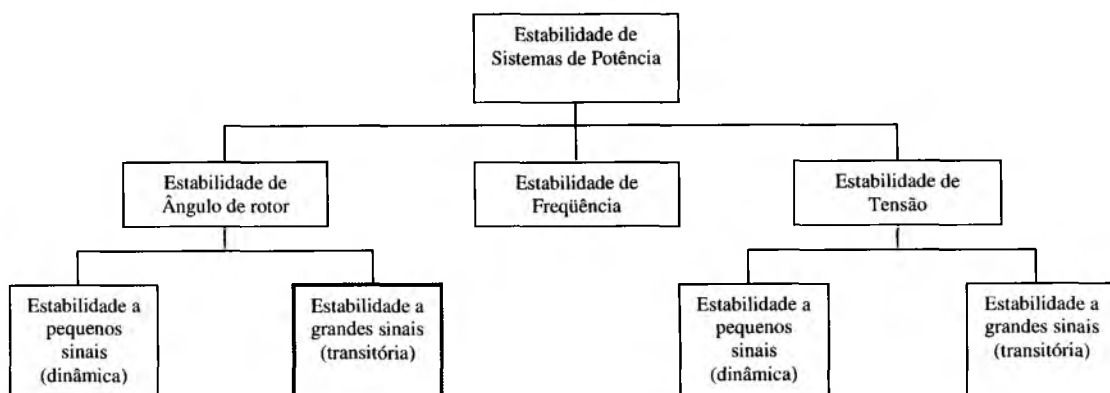 Estabilidade de
Sistemas de Potência
Estabilidade de
Ângulo de rotor
Estabilidade de
Freqüência
Estabilidade de
Tensão
Estabilidade a
pequenos
sinais
(dinâmica)
Estabilidade a
grandes sinais
(transitória)
Estabilidade a
pequenos
sinais
(dinâmica)
Estabilidade a
grandes sinais
(transitória)